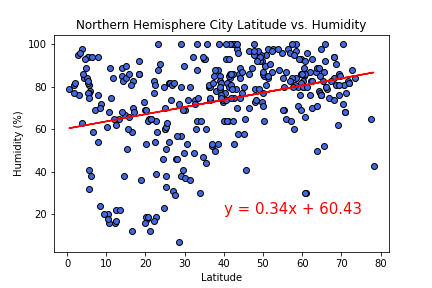 Northern Hemisphere City Latitude vs. Humidity
100
80
60
40
20
Humidity (%)
y = 0.34x + 60.43
0 10 20 30 40 50 60 70 80
Latitude